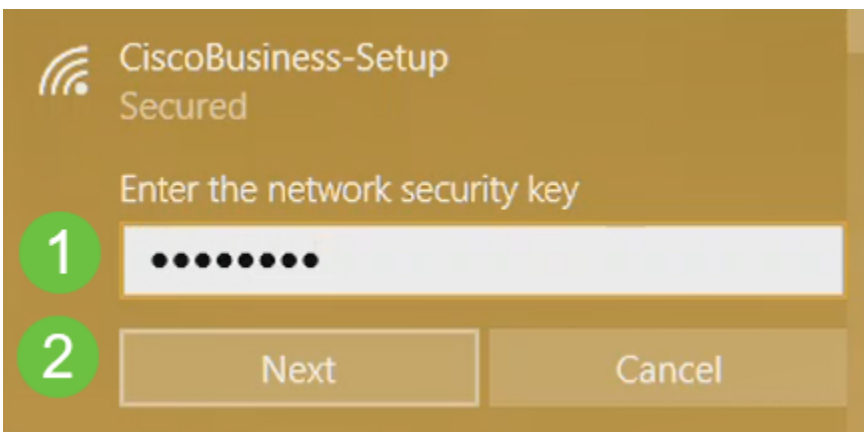 CiscoBusiness-Setup
Secured
Enter the network security key
1
••••••••
2
Next Cancel